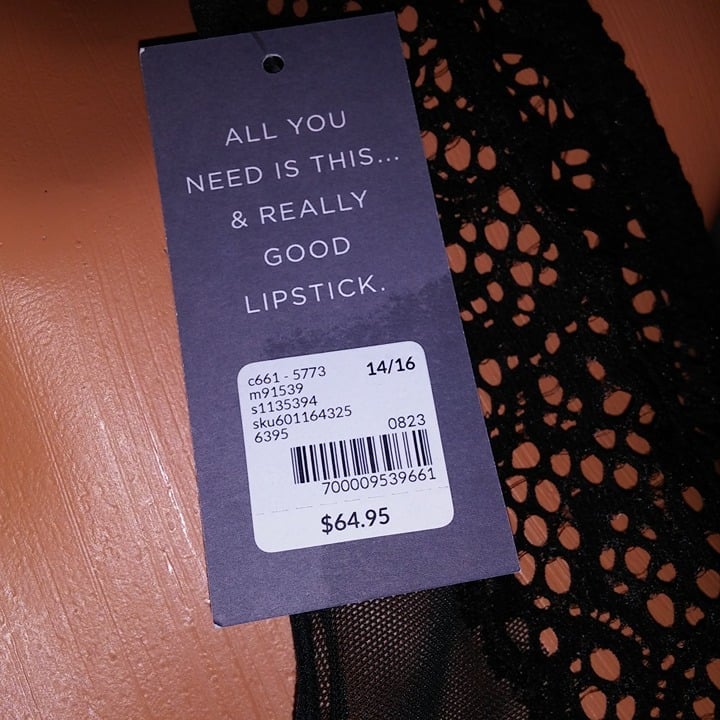 ALL YOU
NEED IS THIS...
& REALLY
GOOD
LIPSTICK.
c661 - 5773 14/16
m91539
s1135394
sku601164325
6395 0823
700009539661
$64.95